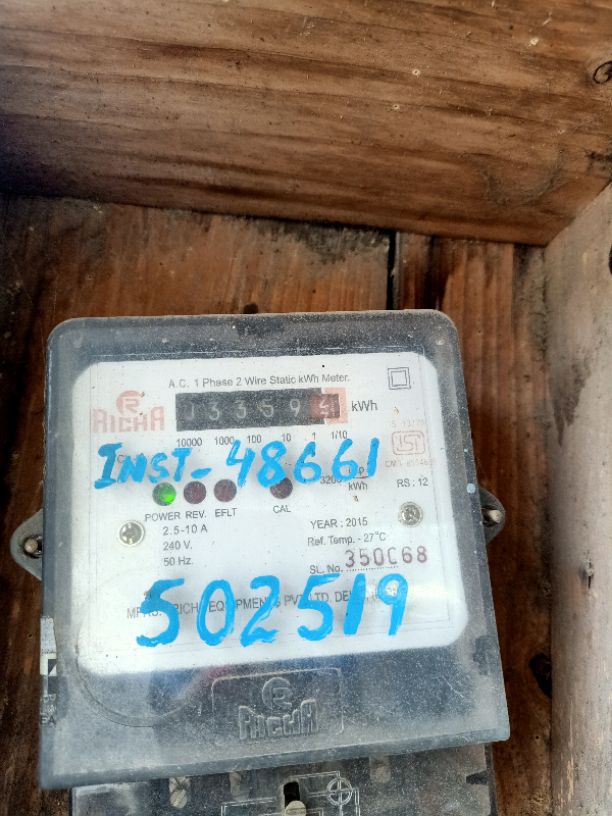 A.C. 1 Phase 2 Wire Static kWh Meter.
RICHA
03359 kWh
10000 1000 100 10 1 1/10
INST-48661
kWh
RS: 12
POWER REV. EFLT CAL
2.5-10 A
240 V.
50 Hz.
YEAR: 2015
Ref. Temp. - 27°C
SL. No. 350C68
502519
RICHA